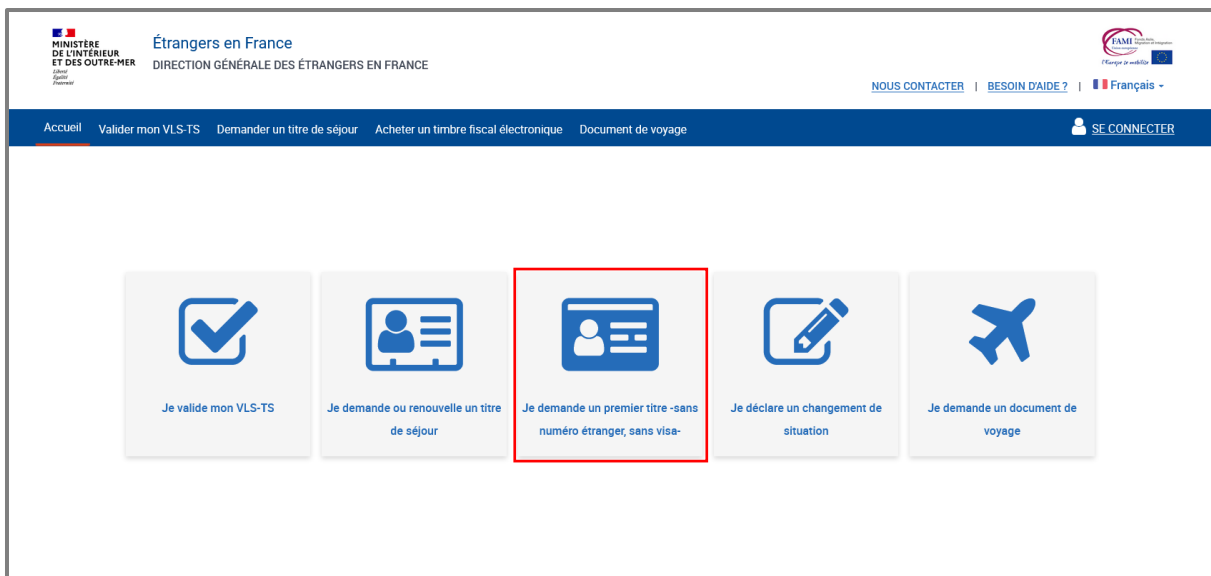 MINISTÈRE
DE L'INTÉRIEUR
ET DES OUTRE-MER
Liberté
Égalité
Fraternité
Étrangers en France
DIRECTION GÉNÉRALE DES ÉTRANGERS EN FRANCE
FAMI
NOUS CONTACTER | BESOIN D'AIDE ? | Français
Accueil Valider mon VLS-TS Demander un titre de séjour Acheter un timbre fiscal électronique Document de voyage SE CONNECTER
Je valide mon VLS-TS
Je demande ou renouvelle un titre
de séjour
Je demande un premier titre -sans
numéro étranger, sans visa-
Je déclare un changement de
situation
Je demande un document de
voyage